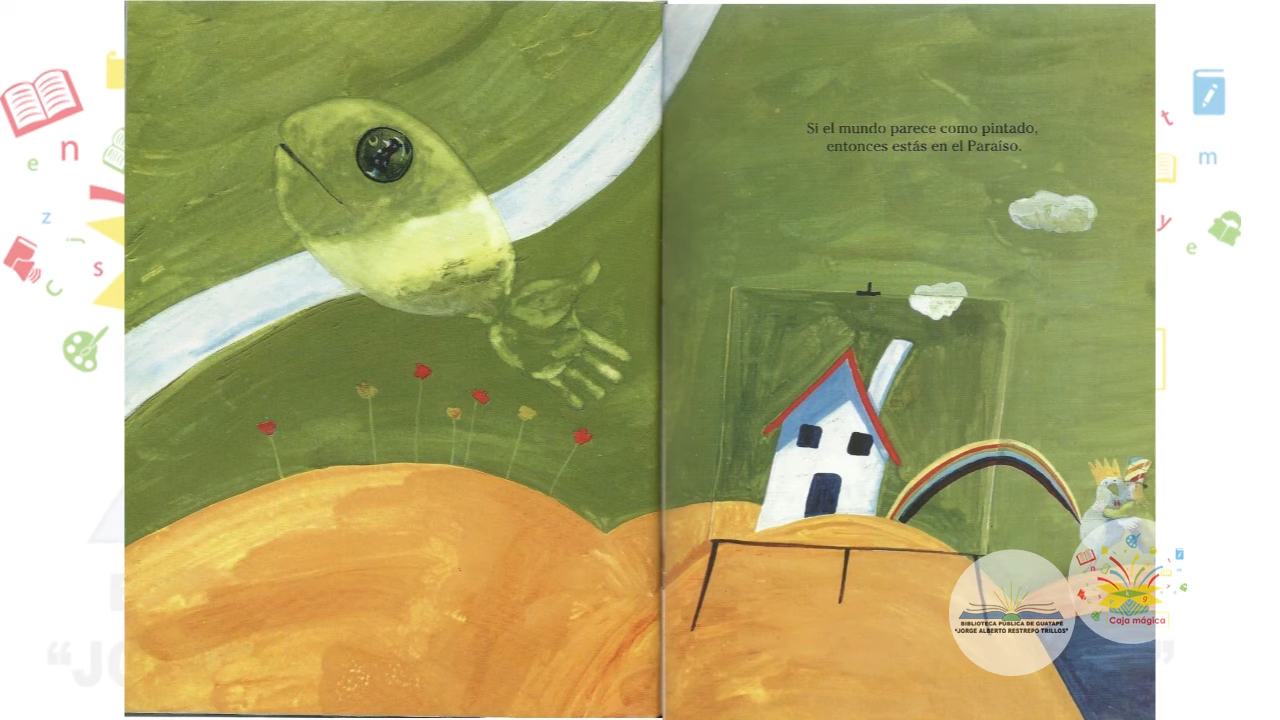 Si el mundo parece como pintado,
entonces estás en el Paraíso.
BIBLIOTECA PÚBLICA DE GUATAPÉ
"JORGE ALBERTO RESTREPO TRILLOS"
Caja mágica